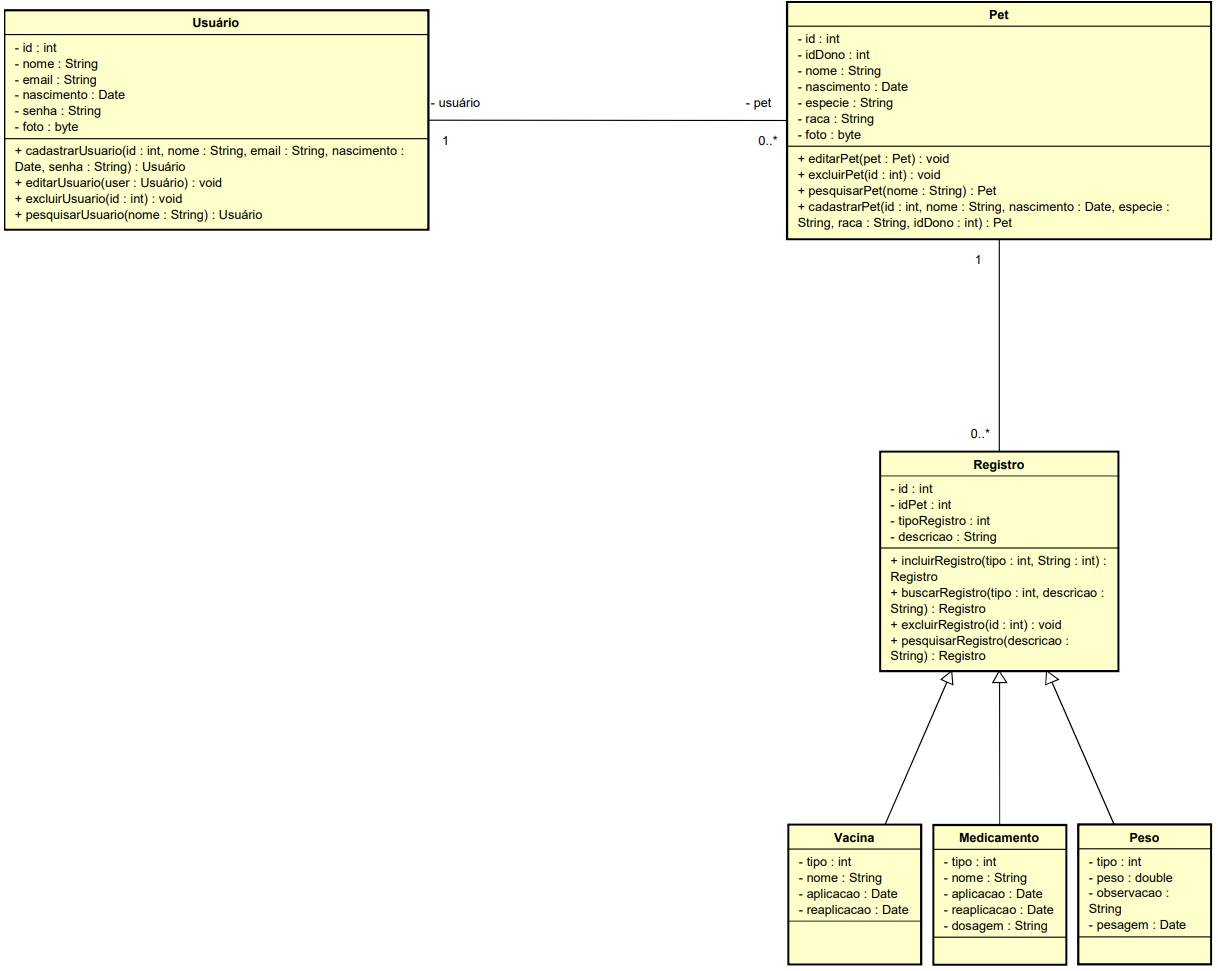 Usuário
- id : int
- nome : String
- email : String
- nascimento : Date
- senha : String
- foto : byte
+ cadastrarUsuario(id : int, nome : String, email : String, nascimento :
Date, senha : String) : Usuário
+ editarUsuario(user : Usuário) : void
+ excluirUsuario(id : int) : void
+ pesquisarUsuario(nome : String) : Usuário
- usuário
1
- pet
0..*
Pet
- id : int
- idDono : int
- nome : String
- nascimento : Date
- especie : String
- raca : String
- foto : byte
+ editarPet(pet : Pet) : void
+ excluirPet(id : int) : void
+ pesquisarPet(nome : String) : Pet
+ cadastrarPet(id : int, nome : String, nascimento : Date, especie :
String, raca : String, idDono : int) : Pet
1
0..*
Registro
- id : int
- idPet : int
- tipoRegistro : int
- descricao : String
+ incluirRegistro(tipo : int, String : int) :
Registro
+ buscarRegistro(tipo : int, descricao :
String) : Registro
+ excluirRegistro(id : int) : void
+ pesquisarRegistro(descricao :
String) : Registro
Vacina
- tipo : int
- nome : String
- aplicacao : Date
- reaplicacao : Date
Medicamento
- tipo : int
- nome : String
- aplicacao : Date
- reaplicacao : Date
- dosagem : String
Peso
- tipo : int
- peso : double
- observacao :
String
- pesagem : Date